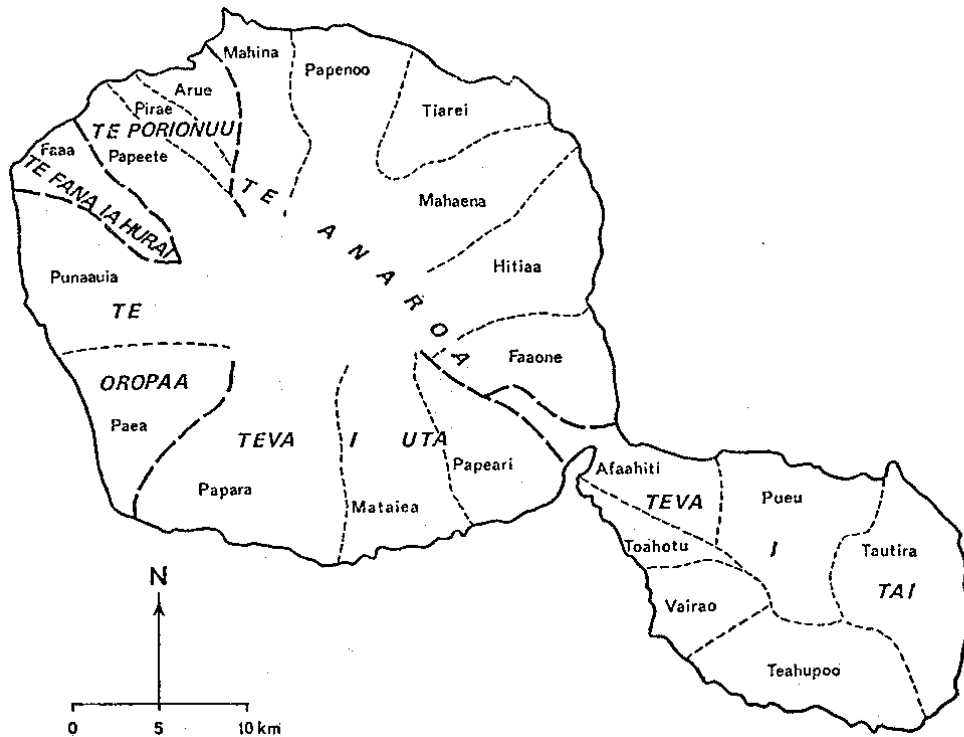 Mahina
Papenoo
Arue
Pirae
Tiarei
TE PORIONUU
Faaa
Papeete
TE FANA IA HURAI
TE ANAROA
Mahaena
Punaauia
Hitiaa
TE
OROPAA
Faaone
Paea
TEVA I UTA
Papeari
Papara
Mataiea
Afaahiti
Pueu
TEVA
I
TAI
Toahotu
Tautira
Vairao
Teahupoo
N
0 5 10 km